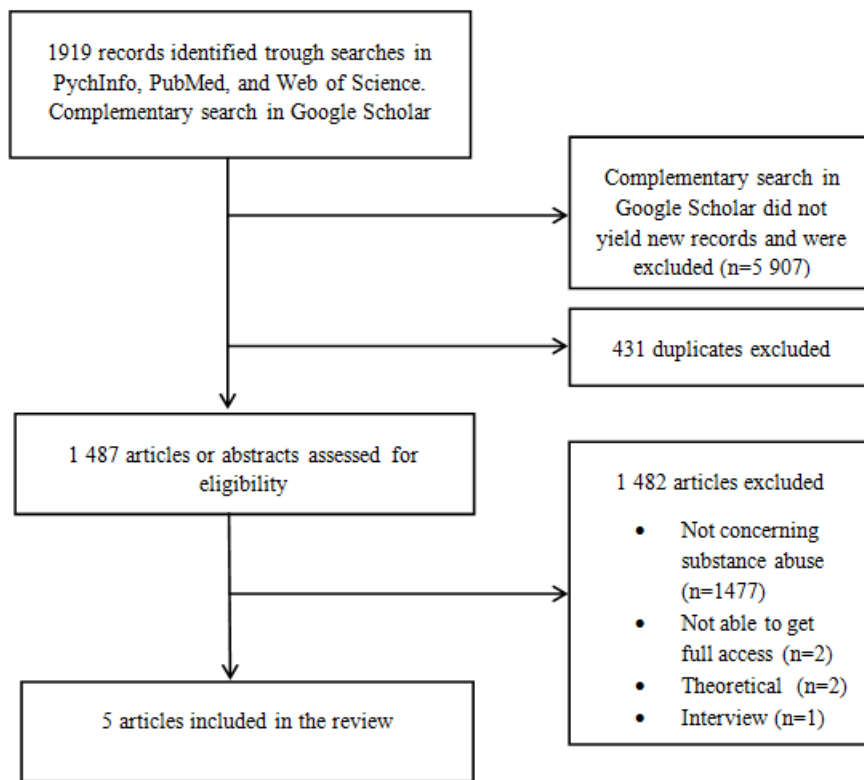 1919 records identified trough searches in
PychInfo, PubMed, and Web of Science.
Complementary search in Google Scholar
Complementary search in
Google Scholar did not
yield new records and were
excluded (n=5 907)
431 duplicates excluded
1 487 articles or abstracts assessed for
eligibility
1 482 articles excluded
• Not concerning
substance abuse
(n=1477)
• Not able to get
full access (n=2)
• Theoretical (n=2)
• Interview (n=1)
5 articles included in the review